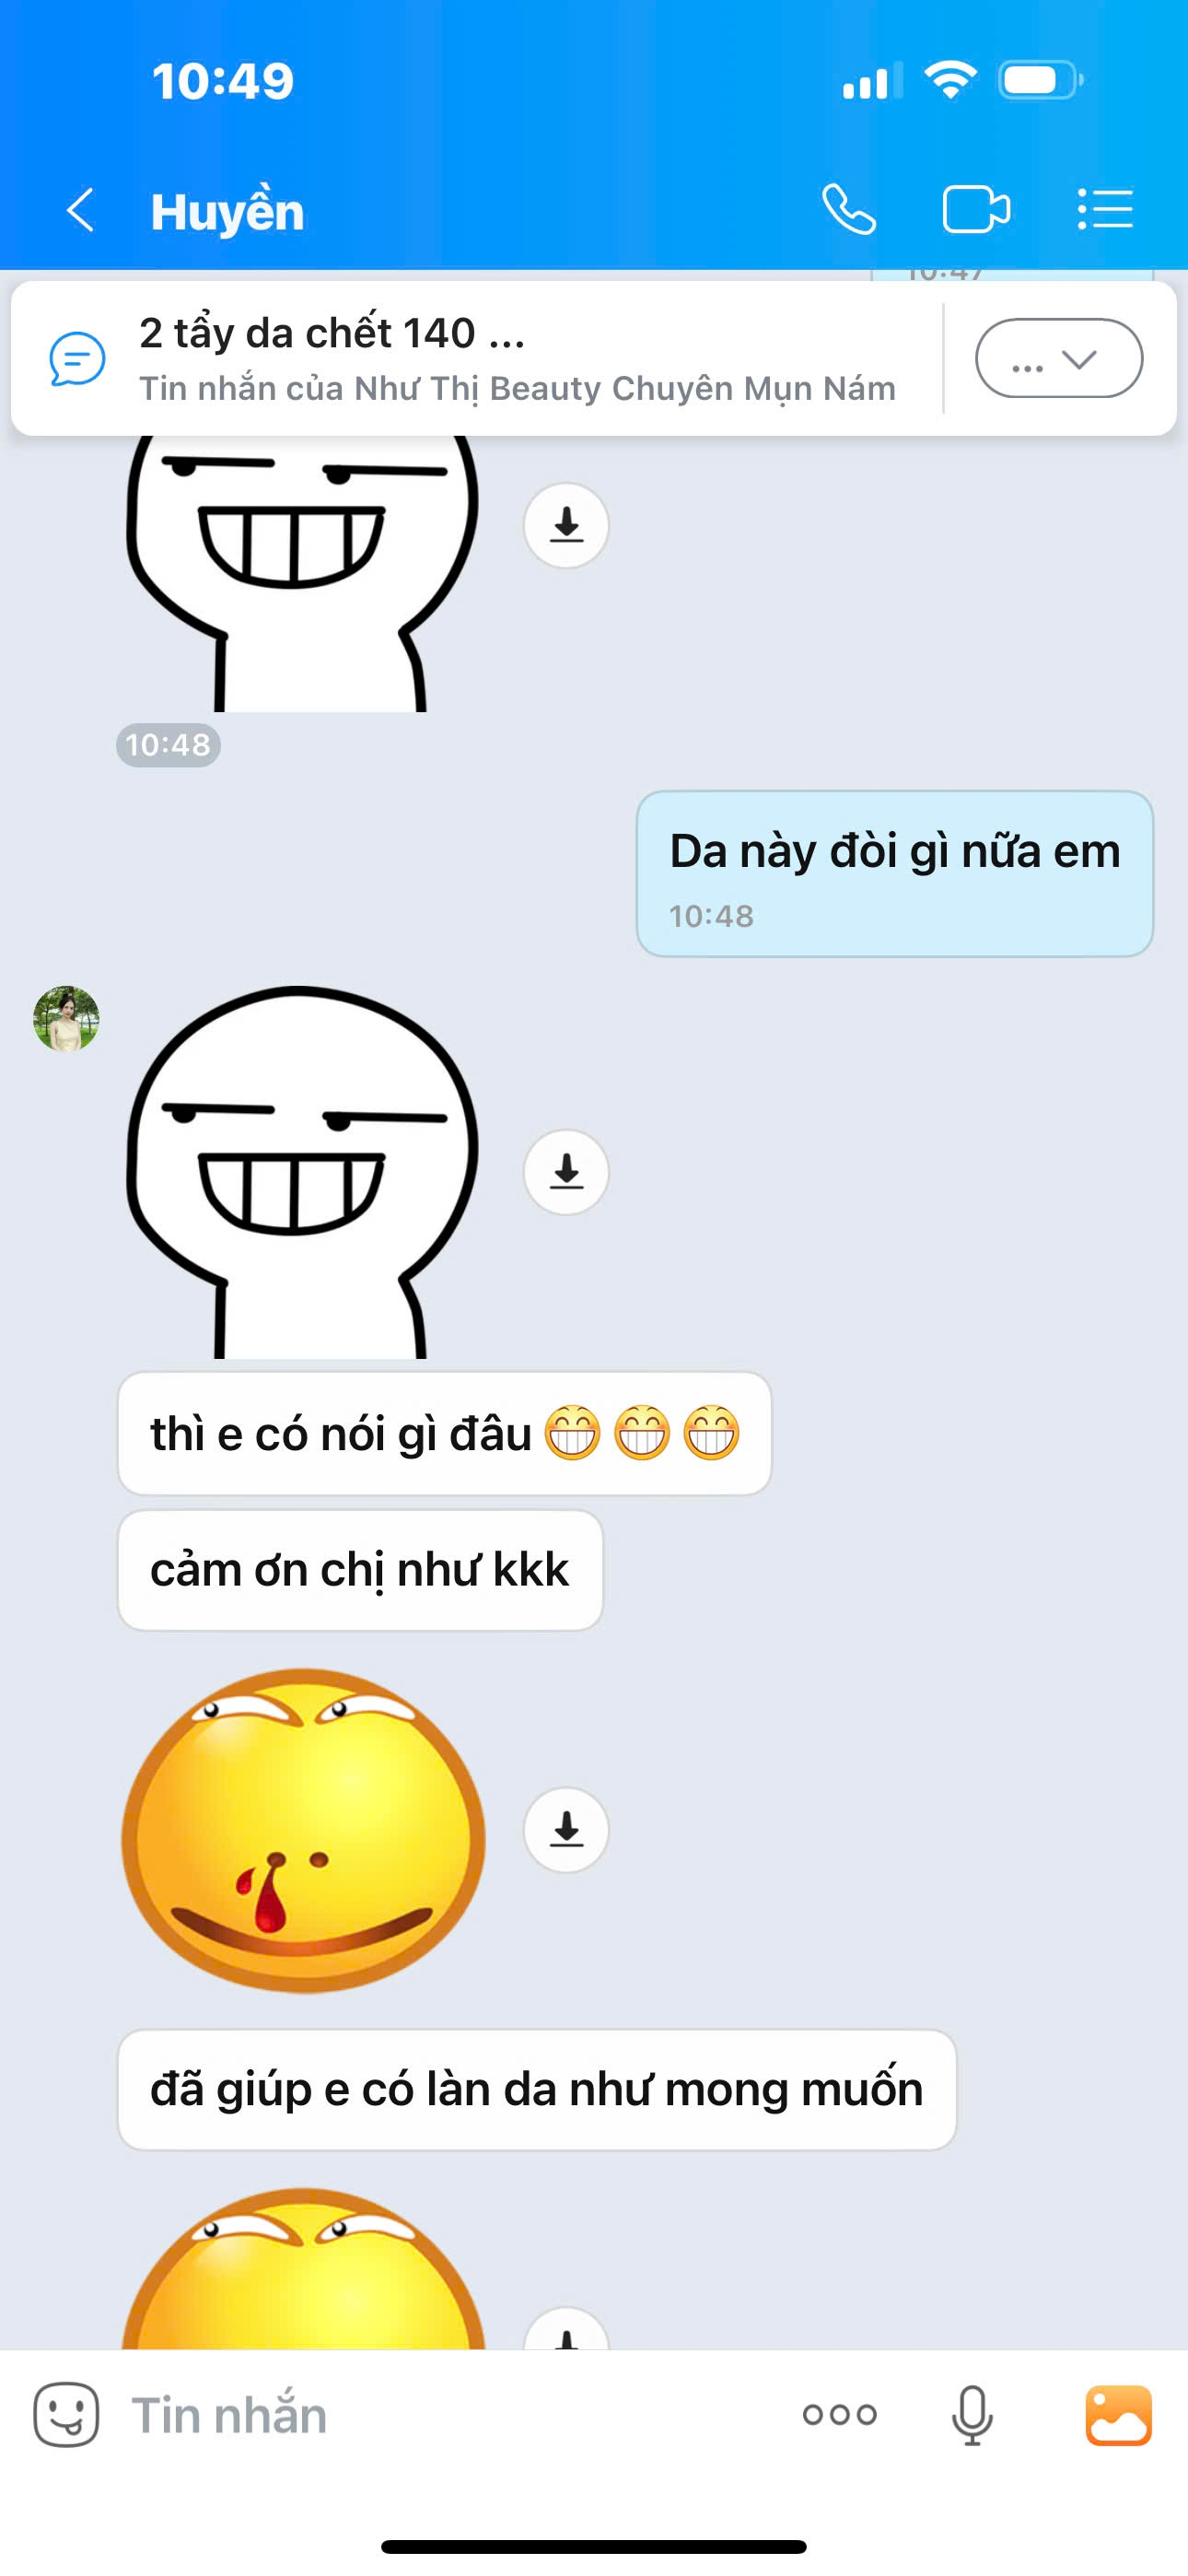 10:49
Huyền
10:47
2 tẩy da chết 140 ...
Tin nhắn của Như Thị Beauty Chuyên Mụn Nám
10:48
Da này đòi gì nữa em
10:48
thì e có nói gì đâu 😁😁😁
cảm ơn chị như kkk
đã giúp e có làn da như mong muốn
Tin nhắn